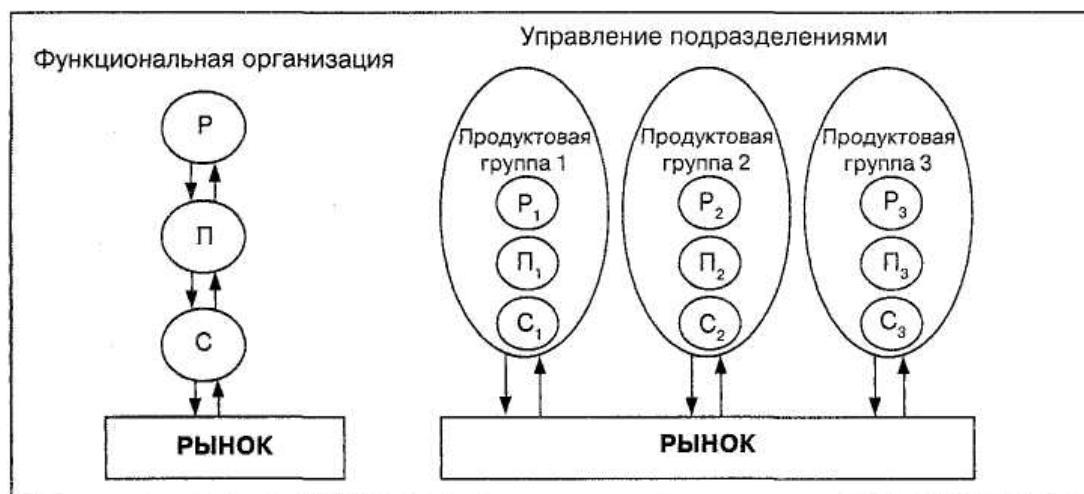 Функциональная организация
Р
П
С
РЫНОК
Управление подразделениями
Продуктовая
группа 1
Р₁
П₁
С₁
Продуктовая
группа 2
Р₂
П₂
С₂
Продуктовая
группа 3
Р₃
П₃
С₃
РЫНОК